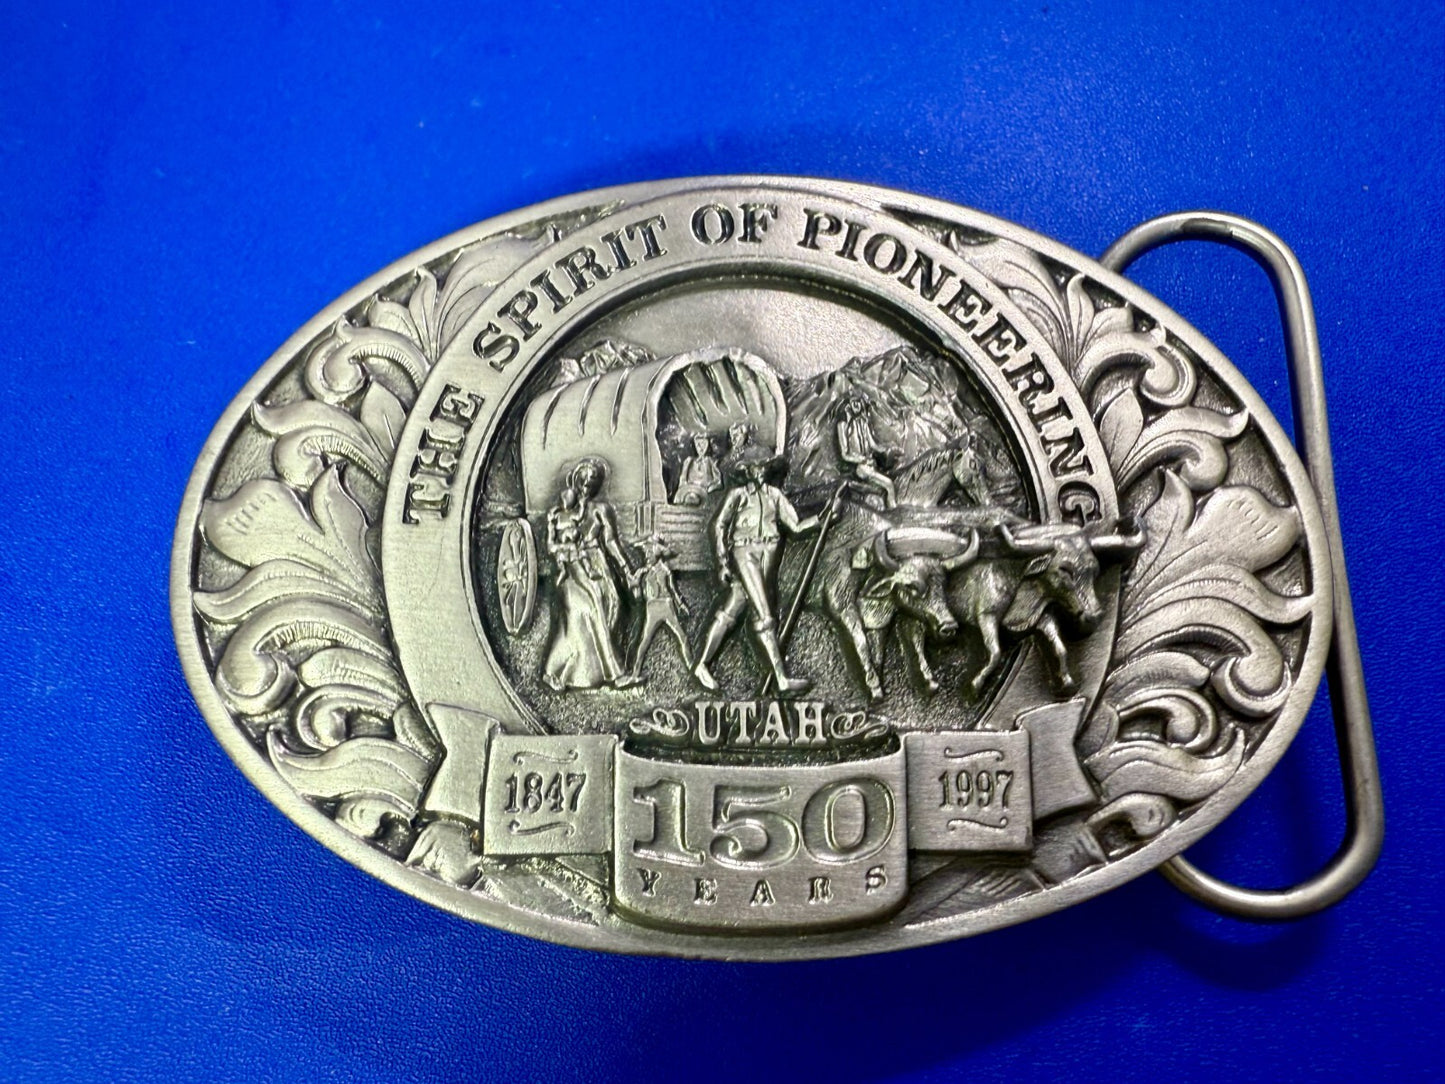 THE SPIRIT OF PIONEERING
UTAH
1847
150
1997
YEARS